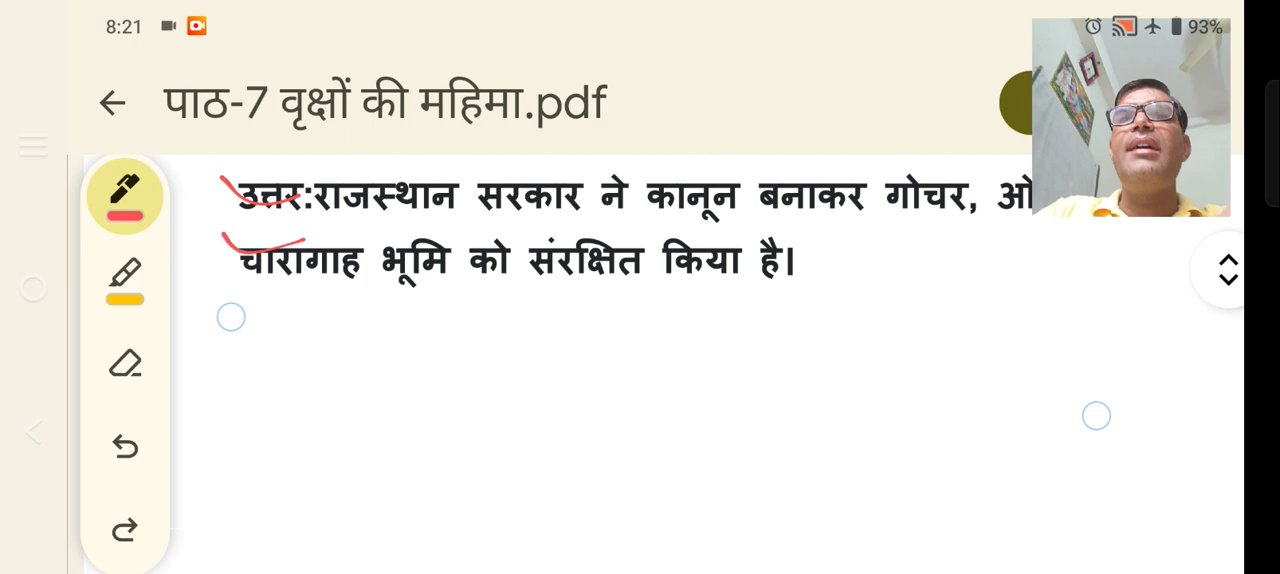 8:21
93%
पाठ-7 वृक्षों की महिमा.pdf
उत्तर:राजस्थान सरकार ने कानून बनाकर गोचर,
चारागाह भूमि को संरक्षित किया है।